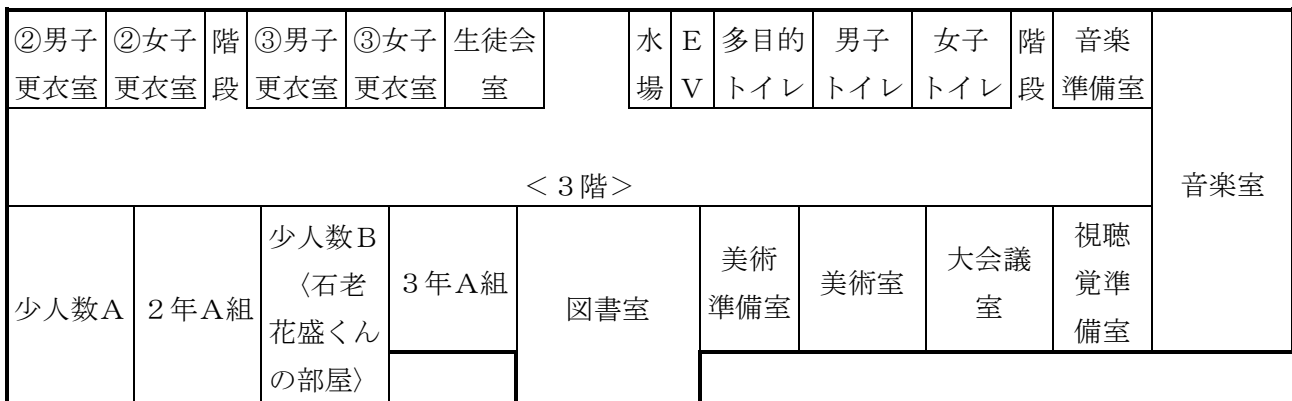 ②男子
更衣室
②女子
更衣室
階
段
③男子
更衣室
③女子
更衣室
生徒会
室
水
場
E
V
多目的
トイレ
男子
トイレ
女子
トイレ
階
段
音楽
準備室
<3階>
音楽室
少人数A
2年A組
少人数B
〈石老
花盛くん
の部屋〉
3年A組
図書室
美術
準備室
美術室
大会議
室
視聴
覚準
備室